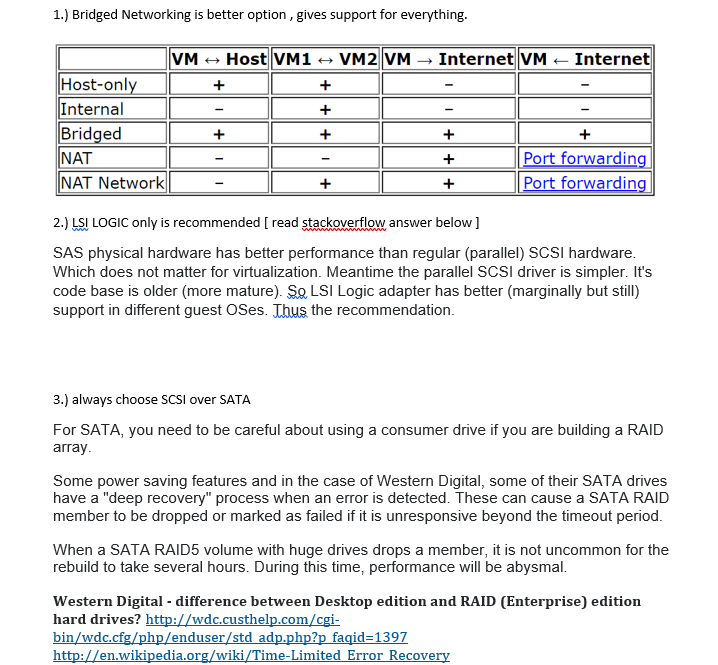 1.) Bridged Networking is better option , gives support for everything.
VM ↔ Host VM1 ↔ VM2 VM → Internet VM ← Internet
Host-only + + – –
Internal – + – –
Bridged + + + +
NAT – – + Port forwarding
NAT Network – + + Port forwarding
2.) LSI LOGIC only is recommended [ read stackoverflow answer below ]
SAS physical hardware has better performance than regular (parallel) SCSI hardware.
Which does not matter for virtualization. Meantime the parallel SCSI driver is simpler. It's
code base is older (more mature). So LSI Logic adapter has better (marginally but still)
support in different guest OSes. Thus the recommendation.
3.) always choose SCSI over SATA
For SATA, you need to be careful about using a consumer drive if you are building a RAID
array.
Some power saving features and in the case of Western Digital, some of their SATA drives
have a "deep recovery" process when an error is detected. These can cause a SATA RAID
member to be dropped or marked as failed if it is unresponsive beyond the timeout period.
When a SATA RAID5 volume with huge drives drops a member, it is not uncommon for the
rebuild to take several hours. During this time, performance will be abysmal.
Western Digital - difference between Desktop edition and RAID (Enterprise) edition
hard drives? http://wdc.custhelp.com/cgi-
bin/wdc.cfg/php/enduser/std_adp.php?p_faqid=1397
http://en.wikipedia.org/wiki/Time-Limited_Error_Recovery